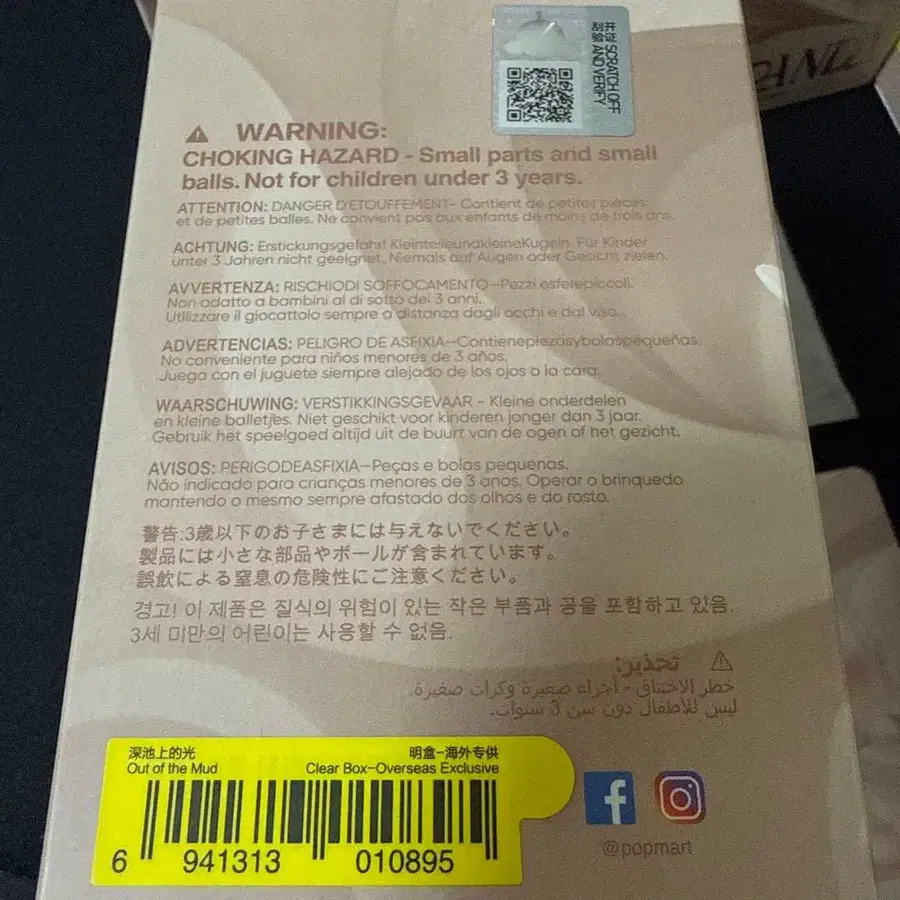 开证 SCRATCH OFF
刮验 AND VERIFY
⚠ WARNING:
CHOKING HAZARD - Small parts and small
balls. Not for children under 3 years.
ATTENTION: DANGER D'ETOUFFEMENT- Contient de petites pièces
et de petites balles. Ne convient pas aux enfants de moins de trois ans.
ACHTUNG: Erstickungsgefahr! KleinteileundkleineKugeln. Für Kinder
unter 3 Jahren nicht geeignet. Niemals auf Augen oder Gesicht zielen.
AVVERTENZA: RISCHIODI SOFFOCAMENTO—Pezzi esferepiccoli.
Non adatto a bambini al di sotto dei 3 anni.
Utilizzare il giocattolo sempre a distanza dagli occhi e dal viso.
ADVERTENCIAS: PELIGRO DE ASFIXIA—Contienepiezasybolaspequeñas.
No conveniente para niños menores de 3 años.
Juega con el juguete siempre alejado de los ojos o la cara.
WAARSCHUWING: VERSTIKKINGSGEVAAR - Kleine onderdelen
en kleine balletjes. Niet geschikt voor kinderen jonger dan 3 jaar.
Gebruik het speelgoed altijd uit de buurt van de ogen of het gezicht.
AVISOS: PERIGODEASFIXIA—Peças e bolas pequenas.
Não indicado para crianças menores de 3 anos. Operar o brinquedo
mantendo o mesmo sempre afastado dos olhos e do rosto.
警告:3歳以下のお子さまには与えないでください。
製品には小さな部品やボールが含まれています。
誤飲による窒息の危険性にご注意ください。
경고! 이 제품은 질식의 위험이 있는 작은 부품과 공을 포함하고 있음.
3세 미만의 어린이는 사용할 수 없음.
⚠ تحذير:
خطر الاختناق - أجزاء صغيرة وكرات صغيرة.
ليس للأطفال دون سن 3 سنوات.
深池上的光 明盒-海外专供
Out of the Mud Clear Box-Overseas Exclusive
6 941313 010895
@popmart